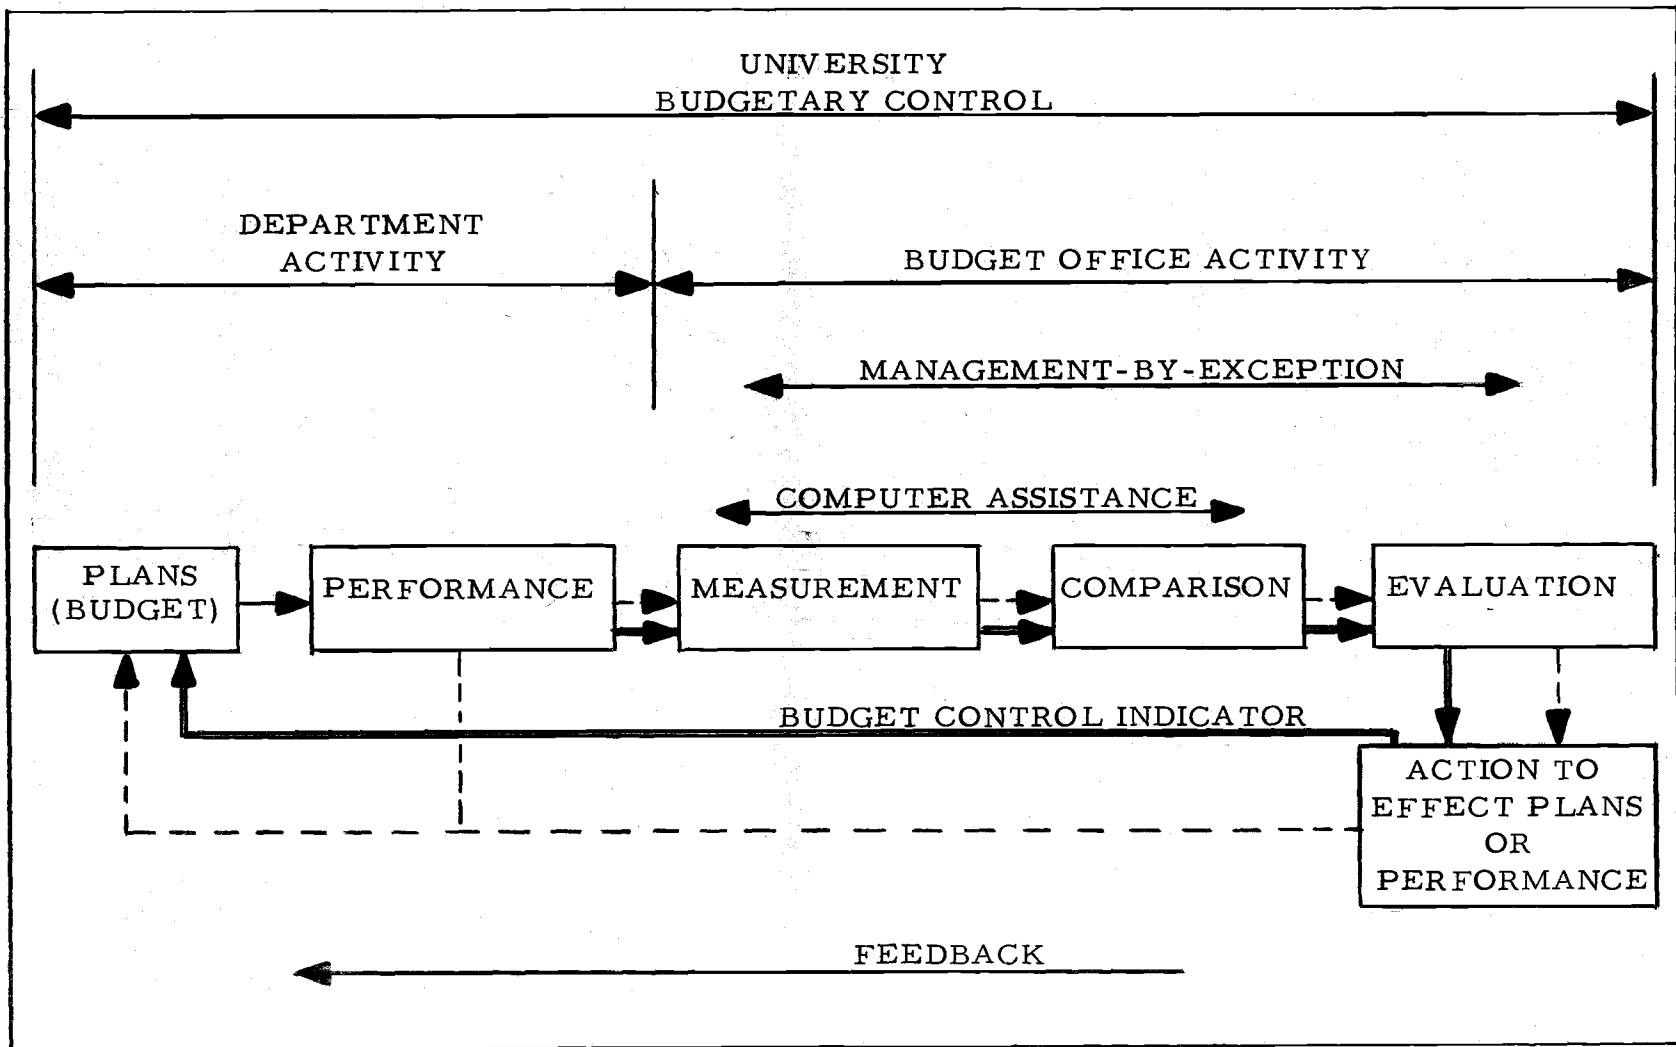 UNIVERSITY
BUDGETARY CONTROL
DEPARTMENT
ACTIVITY
BUDGET OFFICE ACTIVITY
MANAGEMENT-BY-EXCEPTION
COMPUTER ASSISTANCE
PLANS
(BUDGET)
PERFORMANCE
MEASUREMENT
COMPARISON
EVALUATION
BUDGET CONTROL INDICATOR
ACTION TO
EFFECT PLANS
OR
PERFORMANCE
FEEDBACK